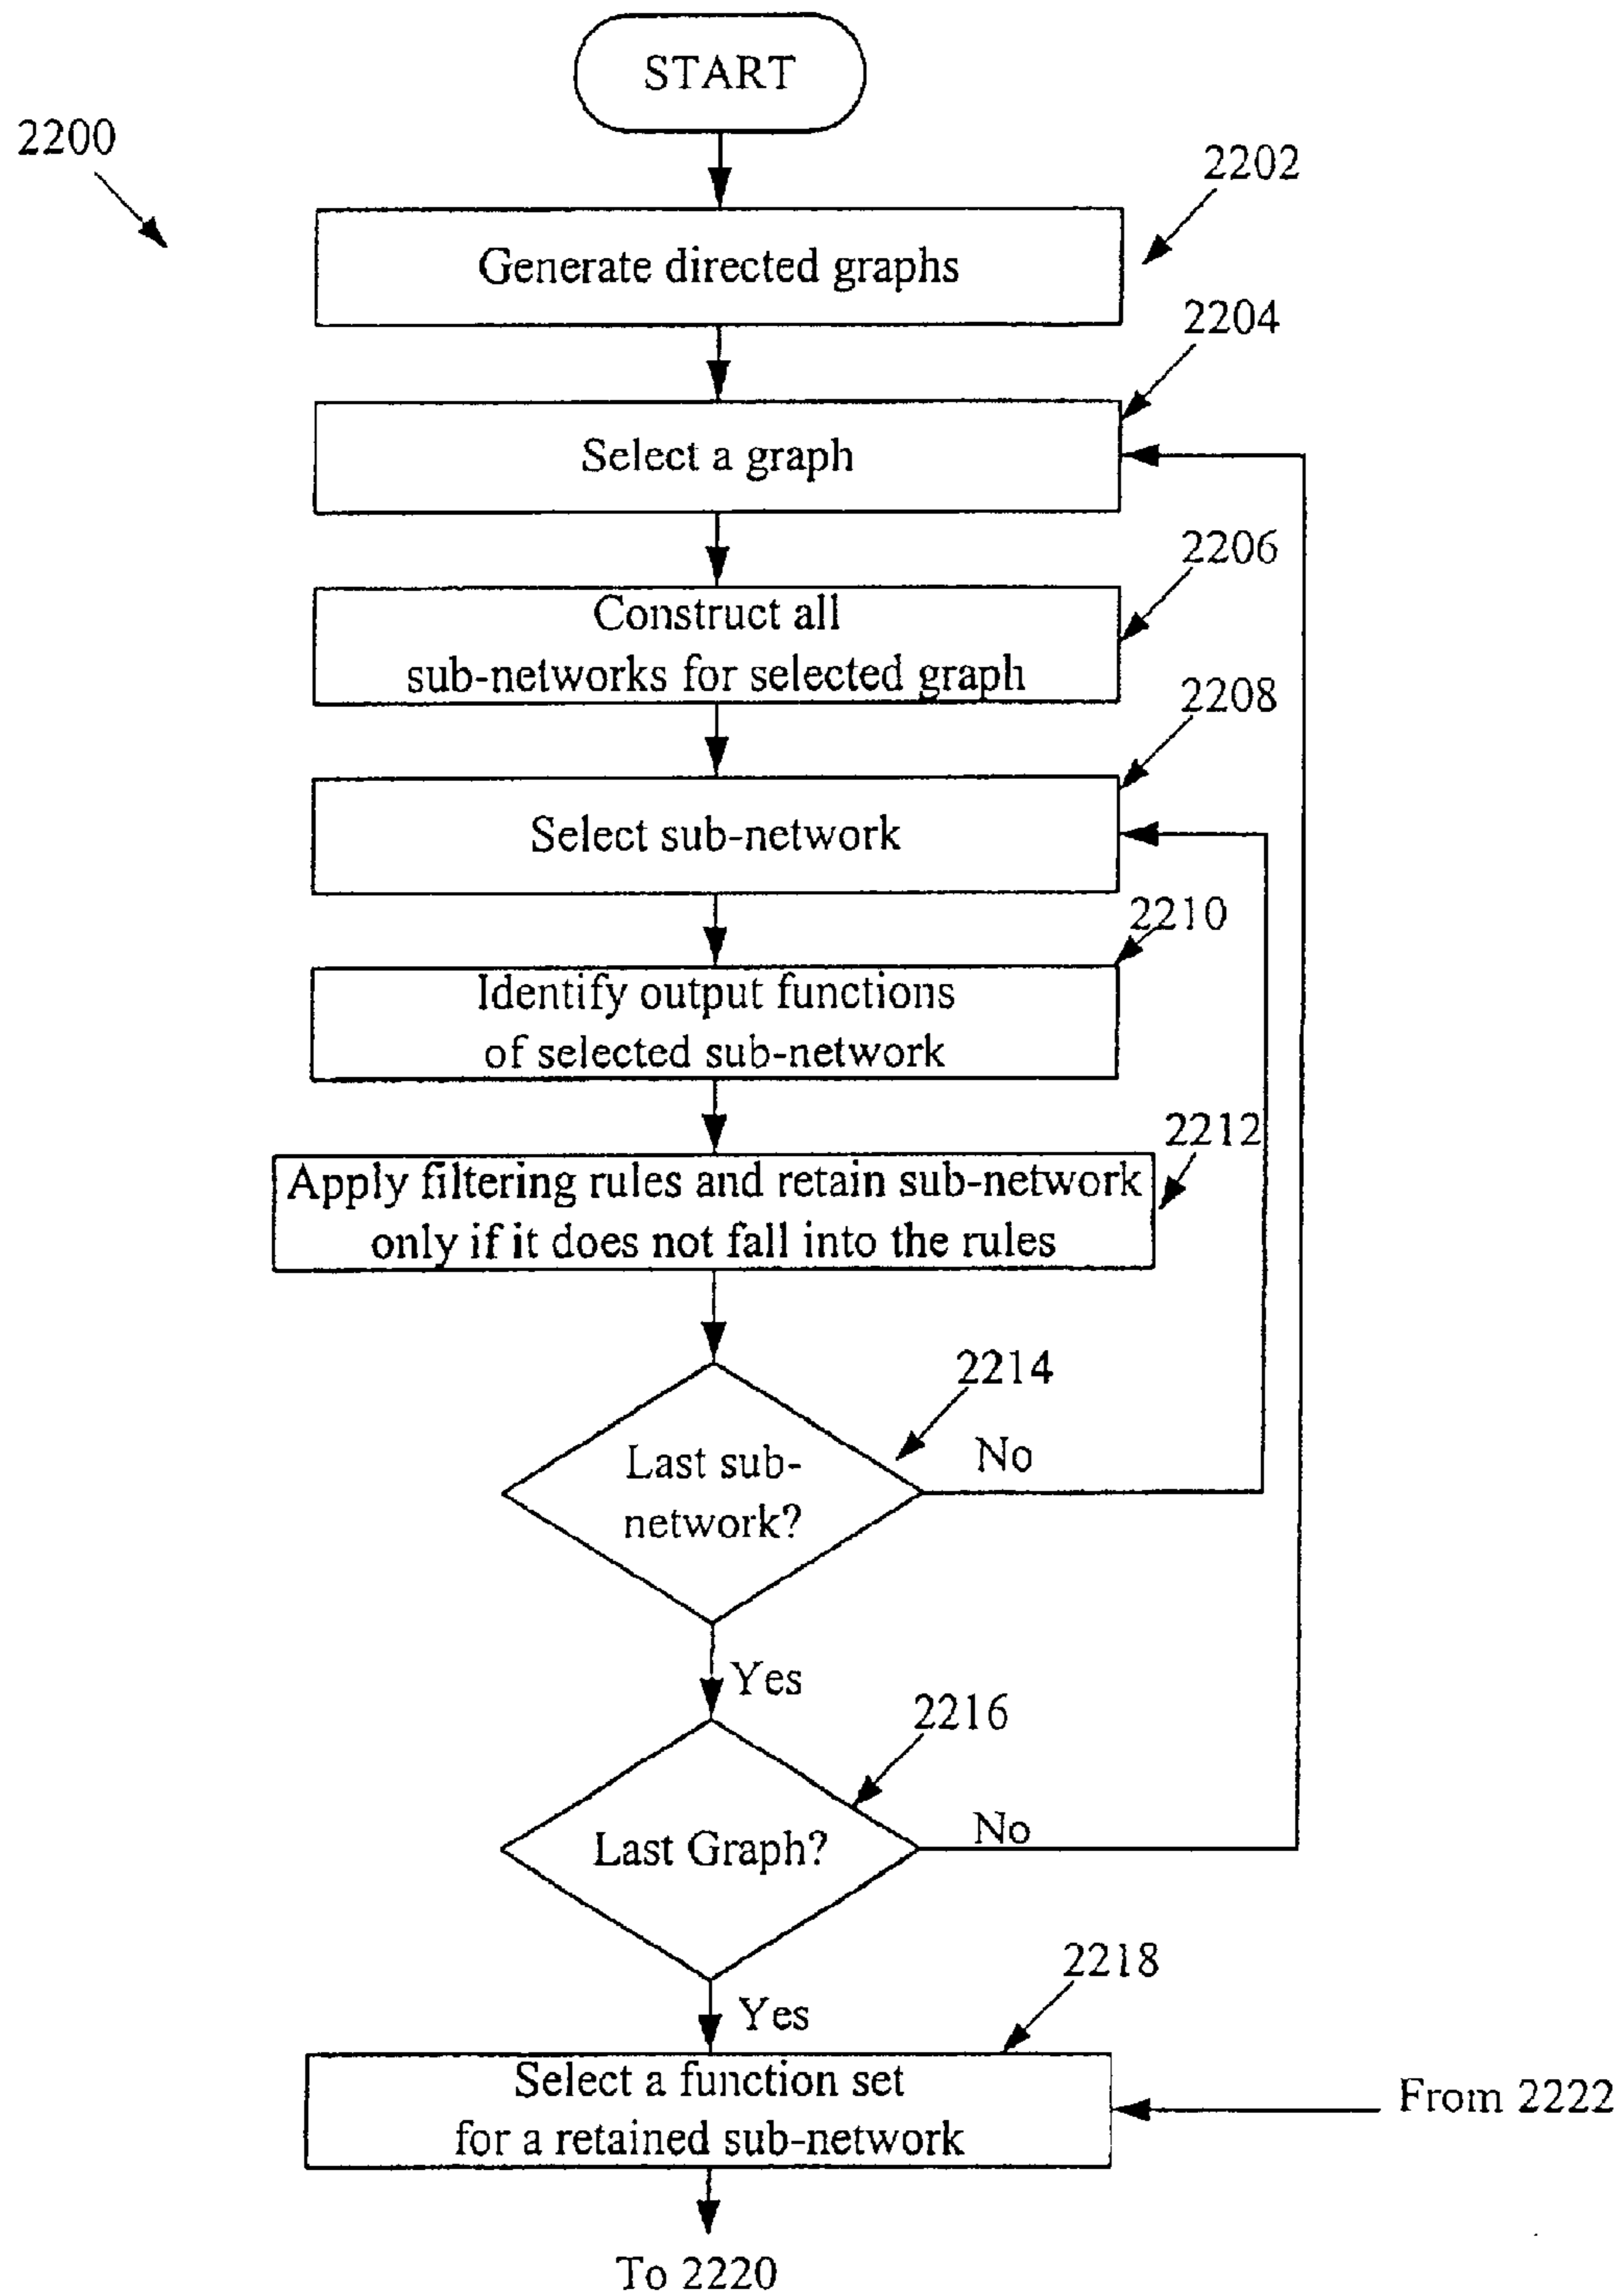 START
2200
2202
Generate directed graphs
2204
Select a graph
2206
Construct all
sub-networks for selected graph
2208
Select sub-network
2210
Identify output functions
of selected sub-network
2212
Apply filtering rules and retain sub-network
only if it does not fall into the rules
2214
Last sub-
network?
No
Yes
2216
Last Graph?
No
2218
Yes
Select a function set
for a retained sub-network
From 2222
To 2220